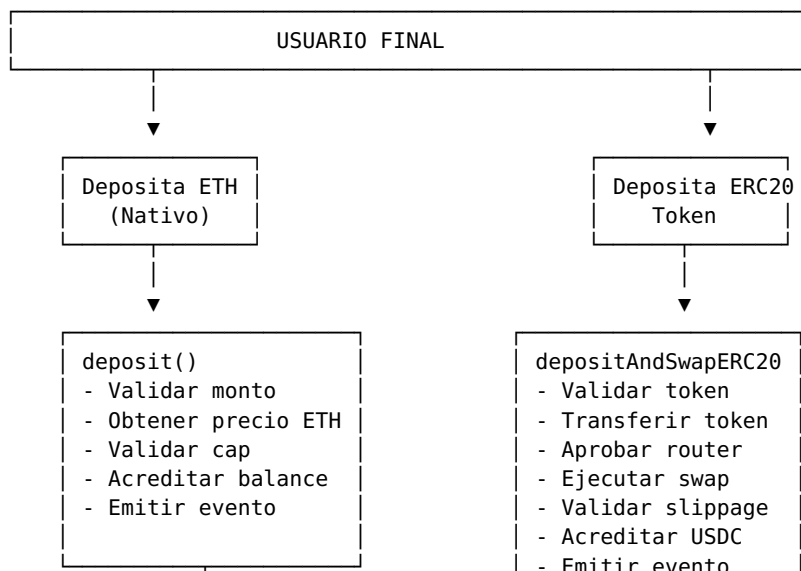 USUARIO FINAL
Deposita ETH
(Nativo)
Deposita ERC20
Token
deposit()
- Validar monto
- Obtener precio ETH
- Validar cap
- Acreditar balance
- Emitir evento
depositAndSwapERC20
- Validar token
- Transferir token
- Aprobar router
- Ejecutar swap
- Validar slippage
- Acreditar USDC
- Emitir evento